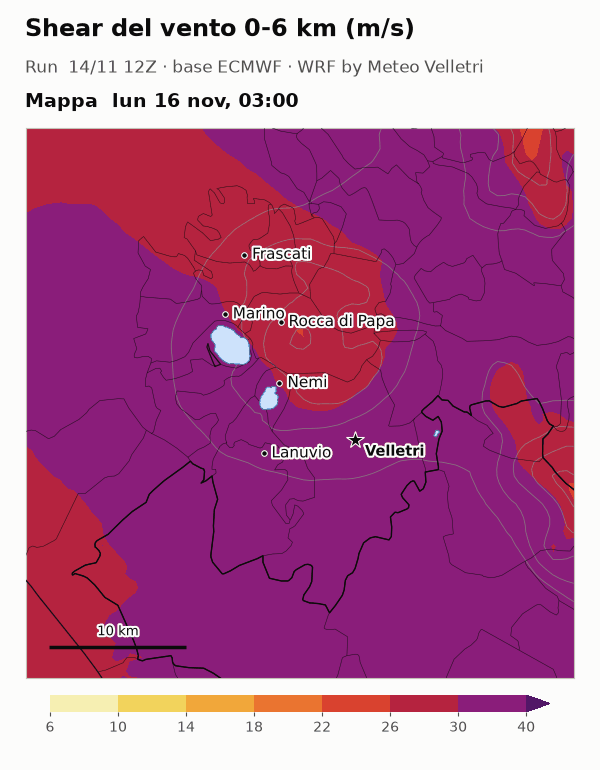 Shear del vento 0-6 km (m/s)
Run  14/11 12Z · base ECMWF · WRF by Meteo Velletri
Mappa  lun 16 nov, 03:00
Frascati
Marino
Rocca di Papa
Nemi
Lanuvio
Velletri
10 km
6 10 14 18 22 26 30 40